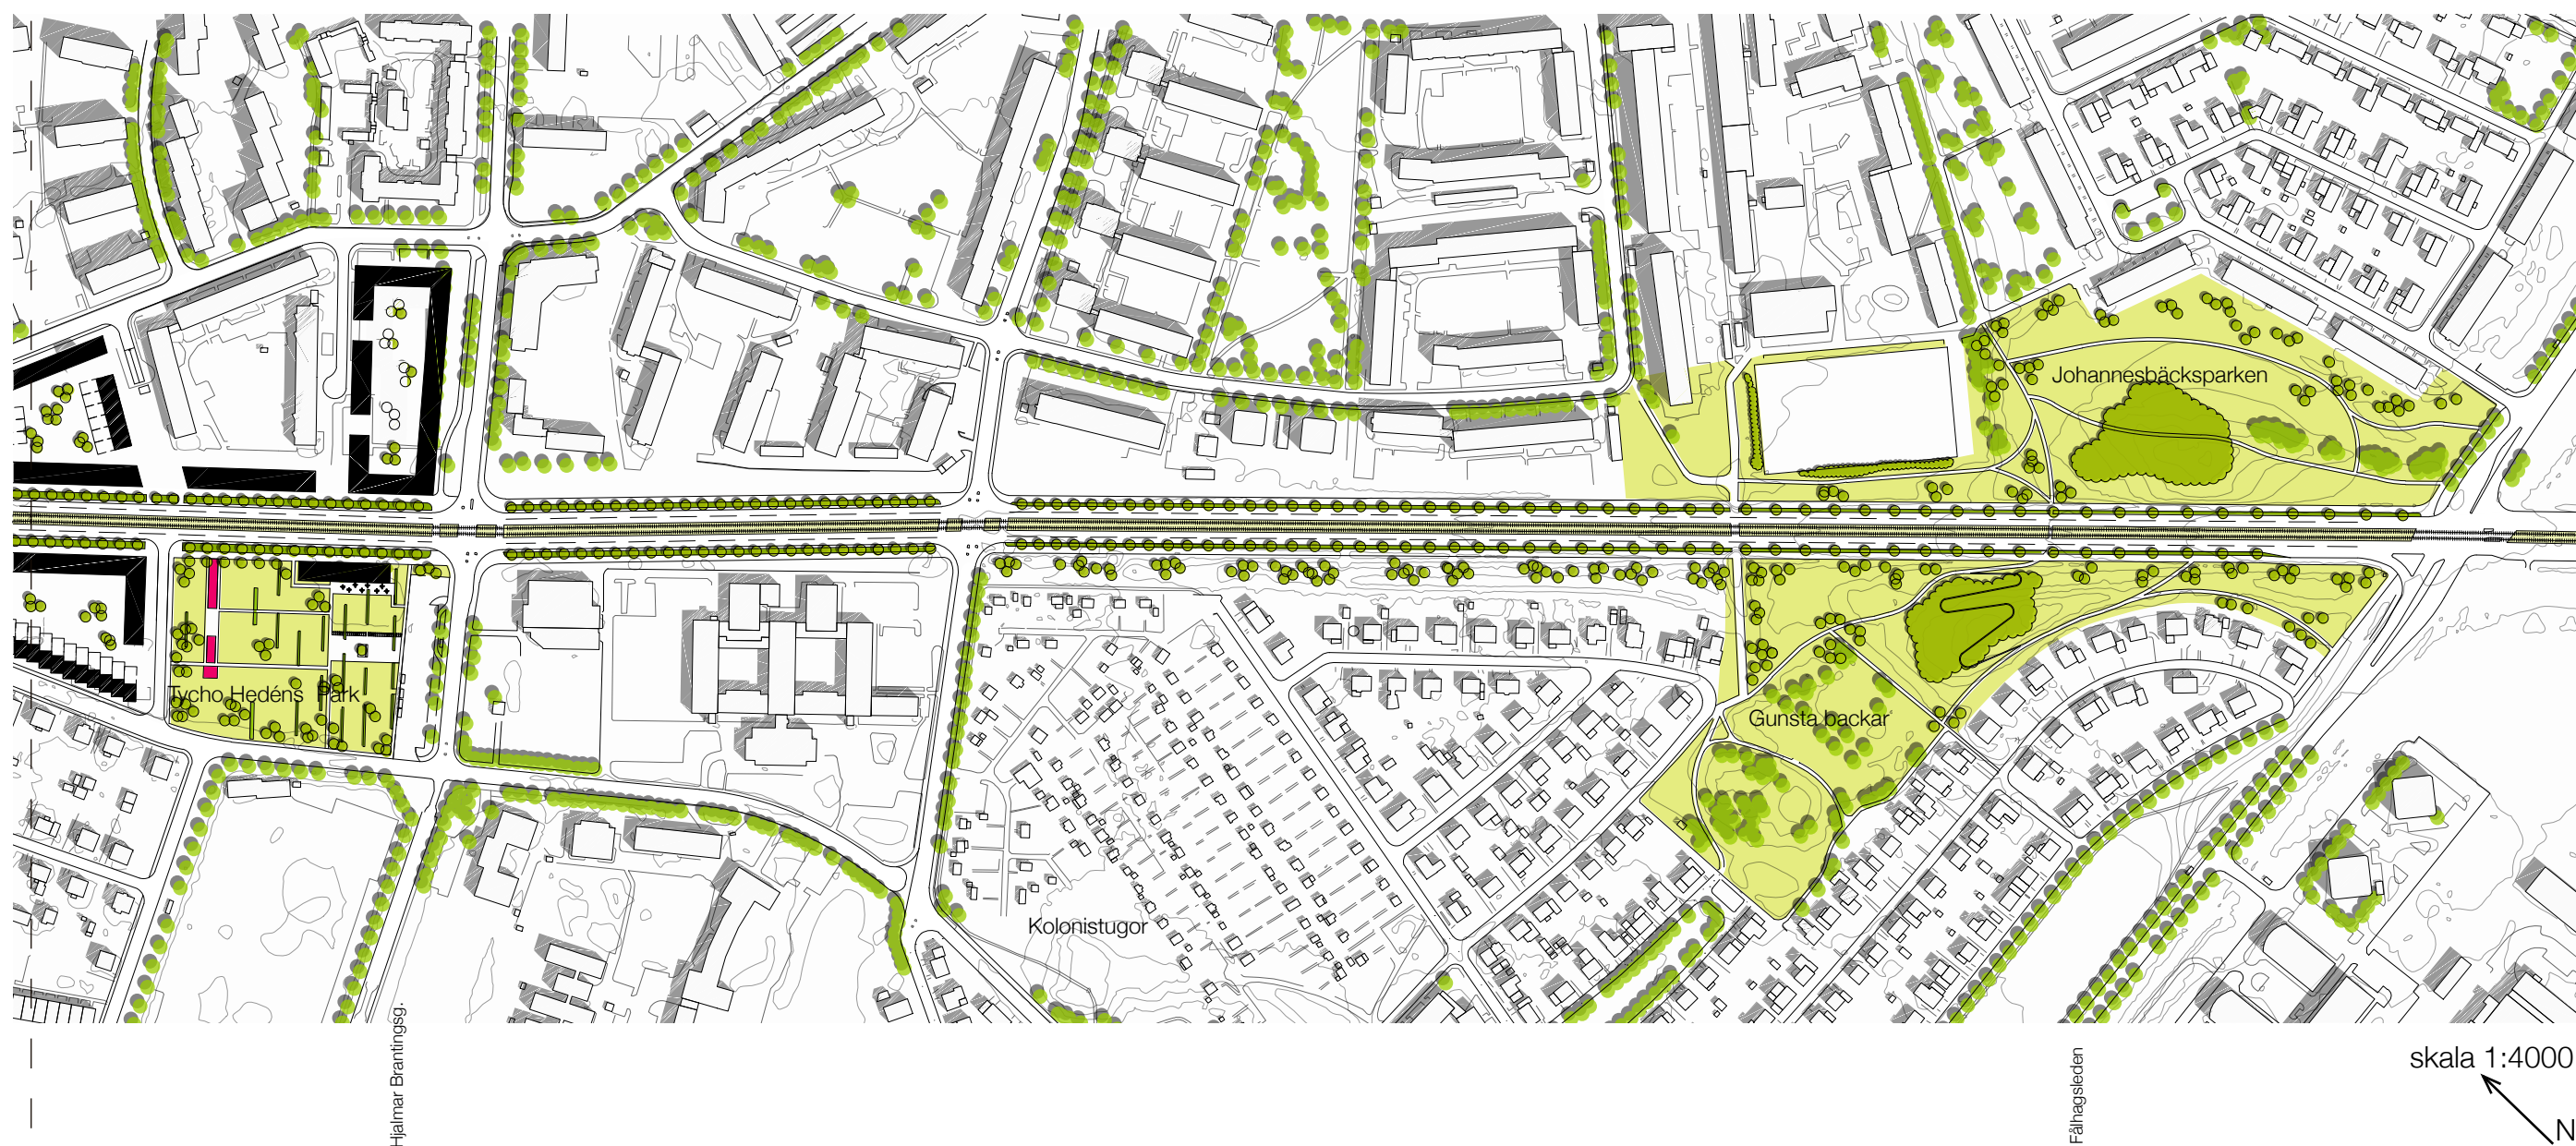 Johannesbäcksparken
Tycho Hedéns Park
Gunsta backar
Kolonistugor
Hjalmar Brantingsg.
Fålhagsleden
skala 1:4000
N